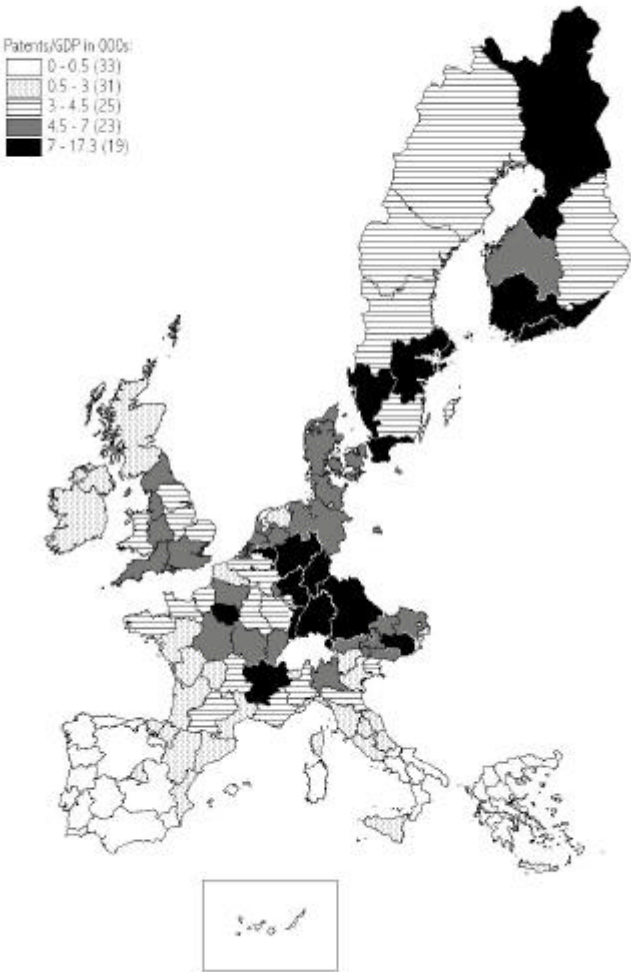 Patents/GDP in 000s:
0 - 0.5 (33)
0.5 - 3 (31)
3 - 4.5 (25)
4.5 - 7 (23)
7 - 17.3 (19)